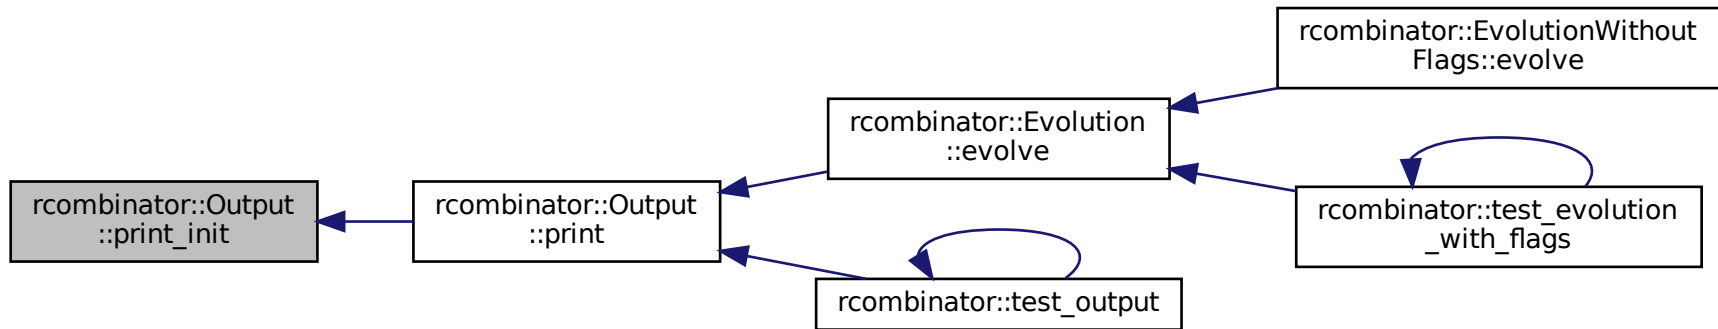 rcombinator::EvolutionWithout
Flags::evolve
rcombinator::Evolution
::evolve
rcombinator::Output
::print_init
rcombinator::Output
::print
rcombinator::test_evolution
_with_flags
rcombinator::test_output